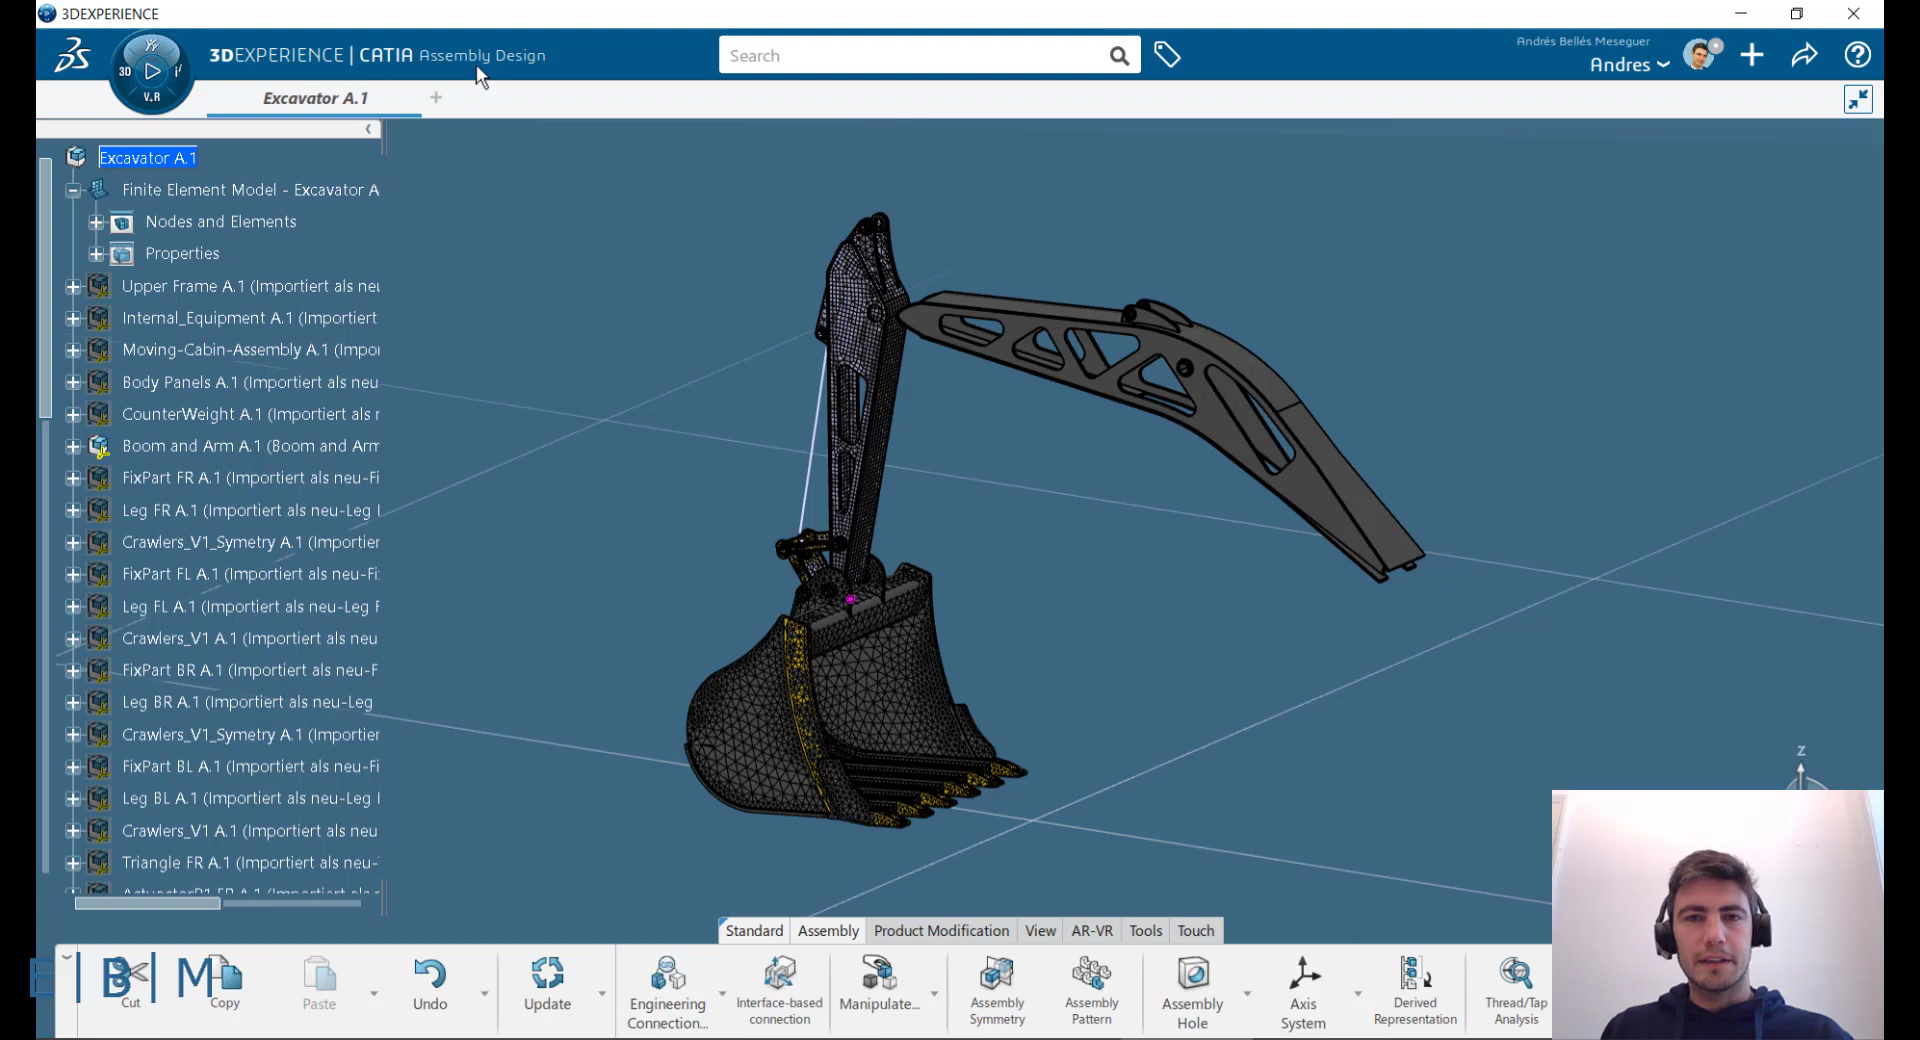 3DEXPERIENCE
3DEXPERIENCE | CATIA Assembly Design
Search
Andrés Bellés Meseguer
Andres
3D
V.R
Excavator A.1
Excavator A.1
Finite Element Model - Excavator A
Nodes and Elements
Properties
Upper Frame A.1 (Importiert als neu
Internal_Equipment A.1 (Importiert
Moving-Cabin-Assembly A.1 (Impor
Body Panels A.1 (Importiert als neu
CounterWeight A.1 (Importiert als
Boom and Arm A.1 (Boom and Arm
FixPart FR A.1 (Importiert als neu-Fi
Leg FR A.1 (Importiert als neu-Leg
Crawlers_V1_Symetry A.1 (Importier
FixPart FL A.1 (Importiert als neu-Fi
Leg FL A.1 (Importiert als neu-Leg F
Crawlers_V1 A.1 (Importiert als neu
FixPart BR A.1 (Importiert als neu-F
Leg BR A.1 (Importiert als neu-Leg
Crawlers_V1_Symetry A.1 (Importier
FixPart BL A.1 (Importiert als neu-Fi
Leg BL A.1 (Importiert als neu-Leg
Crawlers_V1 A.1 (Importiert als neu
Triangle FR A.1 (Importiert als neu-
z
Standard Assembly Product Modification View AR-VR Tools Touch
E|B|M
Cut
Copy
Paste
Undo
Update
Engineering
Connection...
Interface-based
connection
Manipulate...
Assembly
Symmetry
Assembly
Pattern
Assembly
Hole
Axis
System
Derived
Representation
Thread/Tap
Analysis